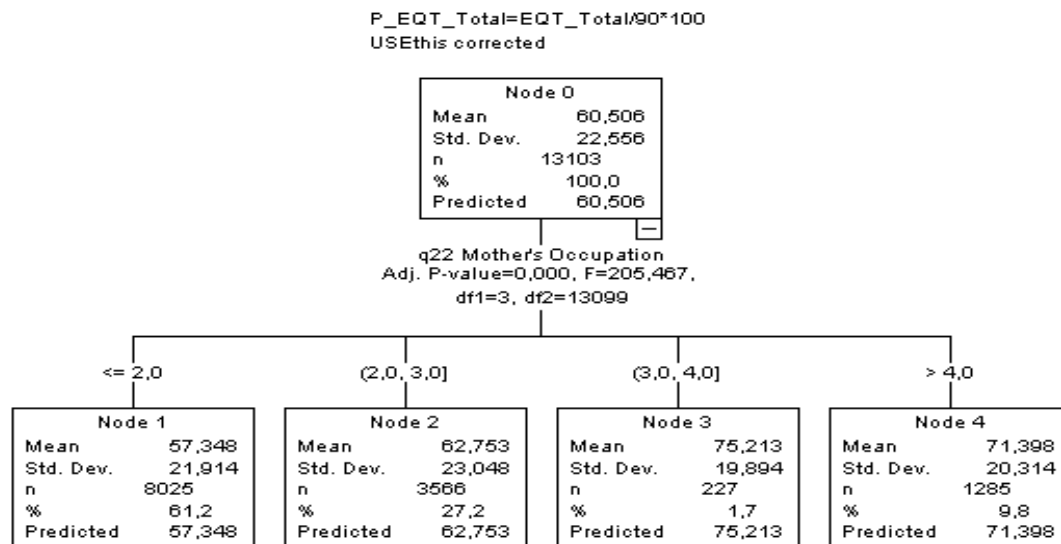 P_EQT_Total=EQT_Total/90*100
USEthis corrected
Node 0
Mean 60,506
Std. Dev. 22,556
n 13103
% 100,0
Predicted 60,506
q22 Mother's Occupation
Adj. P-value=0,000, F=205,467,
df1=3, df2=13099
<= 2,0 (2,0, 3,0] (3,0, 4,0] > 4,0
Node 1
Mean 57,348
Std. Dev. 21,914
n 8025
% 61,2
Predicted 57,348
Node 2
Mean 62,753
Std. Dev. 23,048
n 3566
% 27,2
Predicted 62,753
Node 3
Mean 75,213
Std. Dev. 19,894
n 227
% 1,7
Predicted 75,213
Node 4
Mean 71,398
Std. Dev. 20,314
n 1285
% 9,8
Predicted 71,398